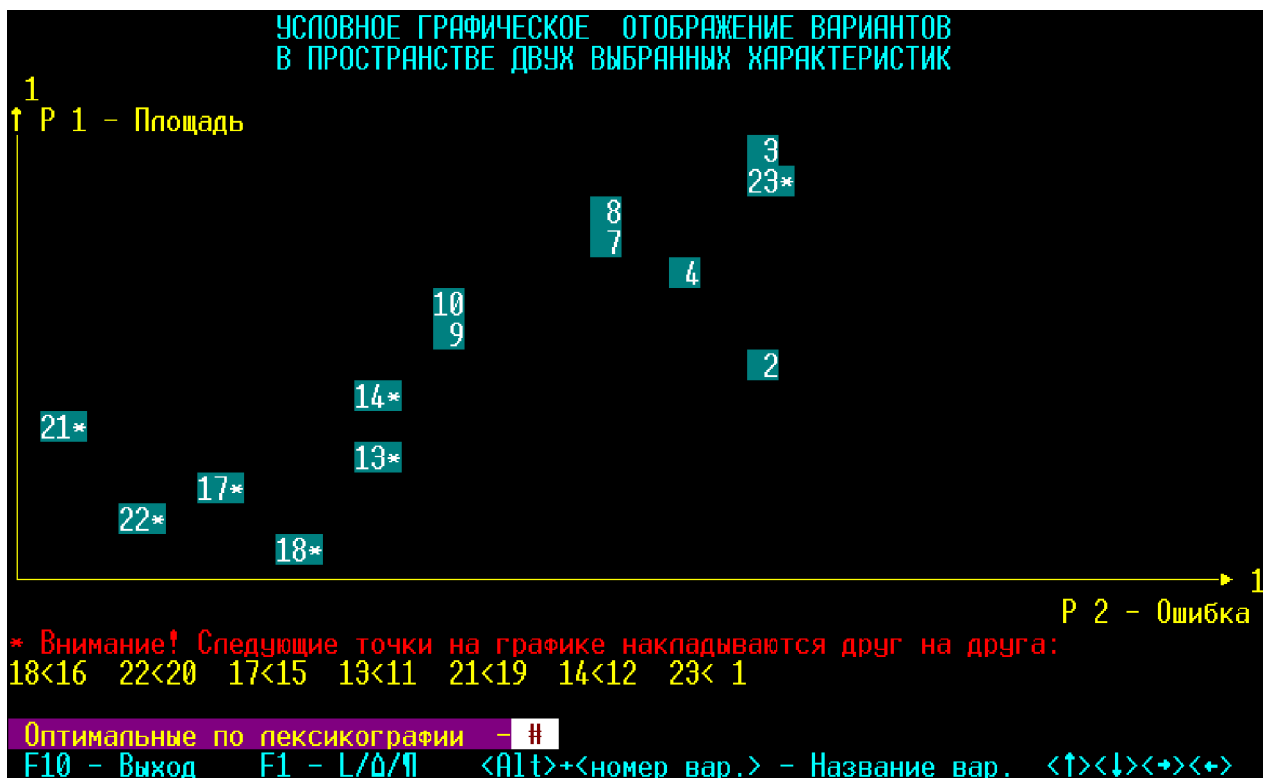 УСЛОВНОЕ ГРАФИЧЕСКОЕ ОТОБРАЖЕНИЕ ВАРИАНТОВ
В ПРОСТРАНСТВЕ ДВУХ ВЫБРАННЫХ ХАРАКТЕРИСТИК
1
↑ P 1 - Площадь
3
23*
8
7
4
10
9
2
14*
21*
13*
17*
22*
18*
1
P 2 - Ошибка
* Внимание! Следующие точки на графике накладываются друг на друга:
18<16 22<20 17<15 13<11 21<19 14<12 23< 1
Оптимальные по лексикографии - #
F10 - Выход F1 - L/Δ/¶ <Alt>+<номер вар.> - Название вар. <↑><↓><→><←>